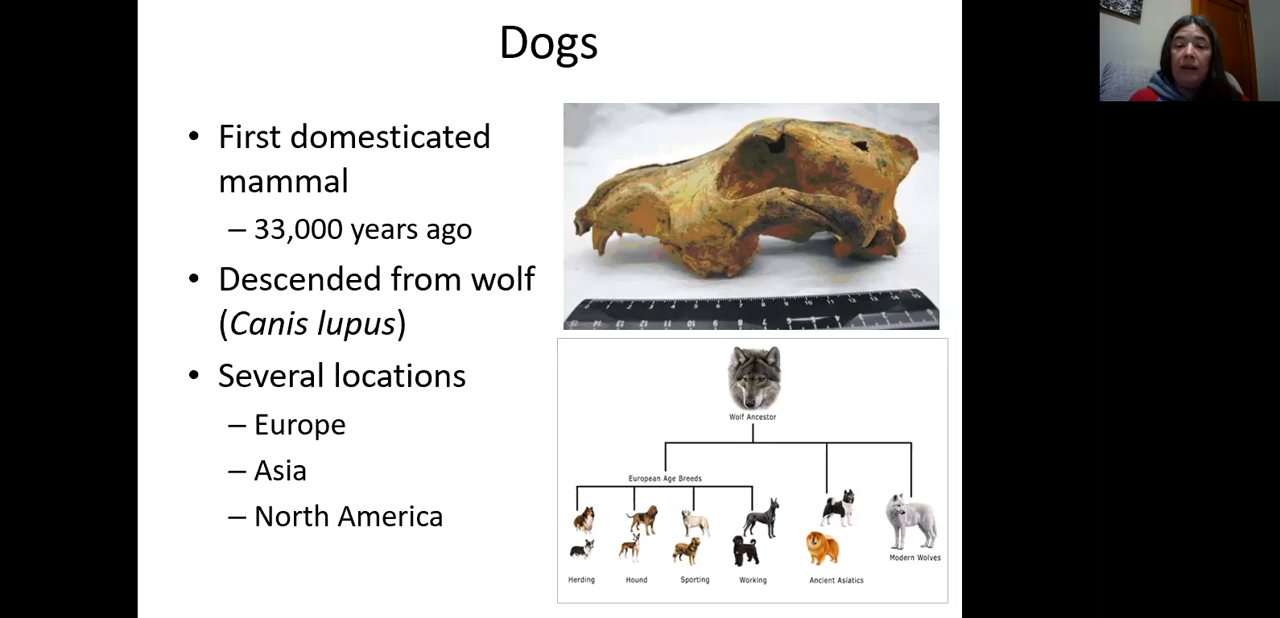 Dogs
• First domesticated
mammal
– 33,000 years ago
• Descended from wolf
(Canis lupus)
• Several locations
– Europe
– Asia
– North America
Wolf Ancestor
European Age Breeds
Herding
Hound
Sporting
Working
Ancient Asiatics
Modern Wolves